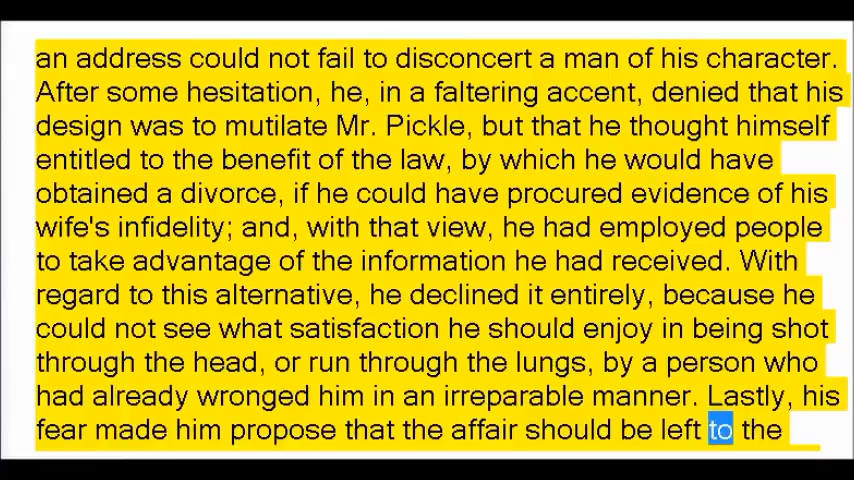 an address could not fail to disconcert a man of his character.
After some hesitation, he, in a faltering accent, denied that his
design was to mutilate Mr. Pickle, but that he thought himself
entitled to the benefit of the law, by which he would have
obtained a divorce, if he could have procured evidence of his
wife's infidelity; and, with that view, he had employed people
to take advantage of the information he had received. With
regard to this alternative, he declined it entirely, because he
could not see what satisfaction he should enjoy in being shot
through the head, or run through the lungs, by a person who
had already wronged him in an irreparable manner. Lastly, his
fear made him propose that the affair should be left to the